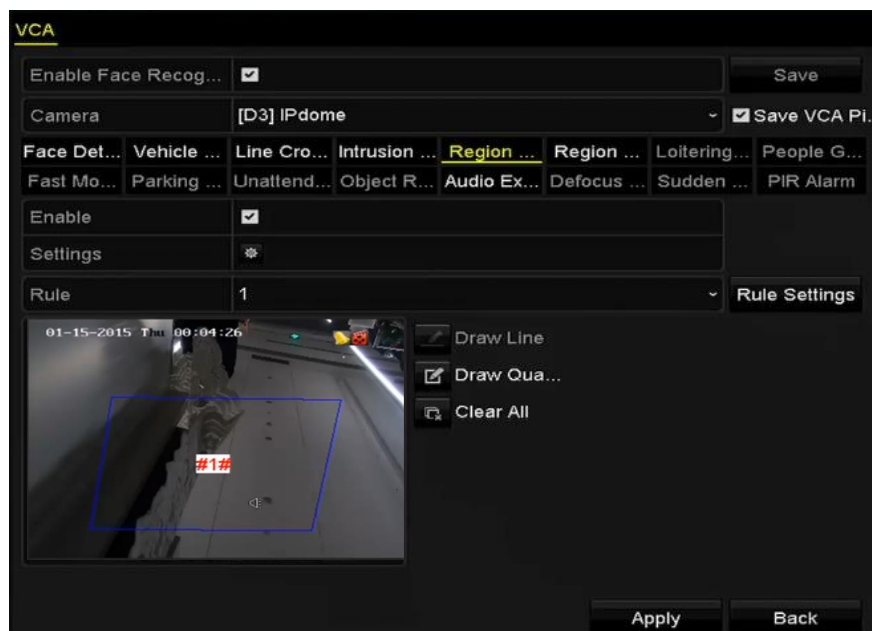 VCA
Enable Face Recog... Save
Camera [D3] IPdome Save VCA Pi.
Face Det... Vehicle ... Line Cro... Intrusion ... Region ... Region ... Loitering... People G...
Fast Mo... Parking ... Unattend... Object R... Audio Ex... Defocus ... Sudden ... PIR Alarm
Enable
Settings
Rule 1 Rule Settings
01-15-2015 Thu 00:04:26
Draw Line
Draw Qua...
Clear All
#1#
Apply Back